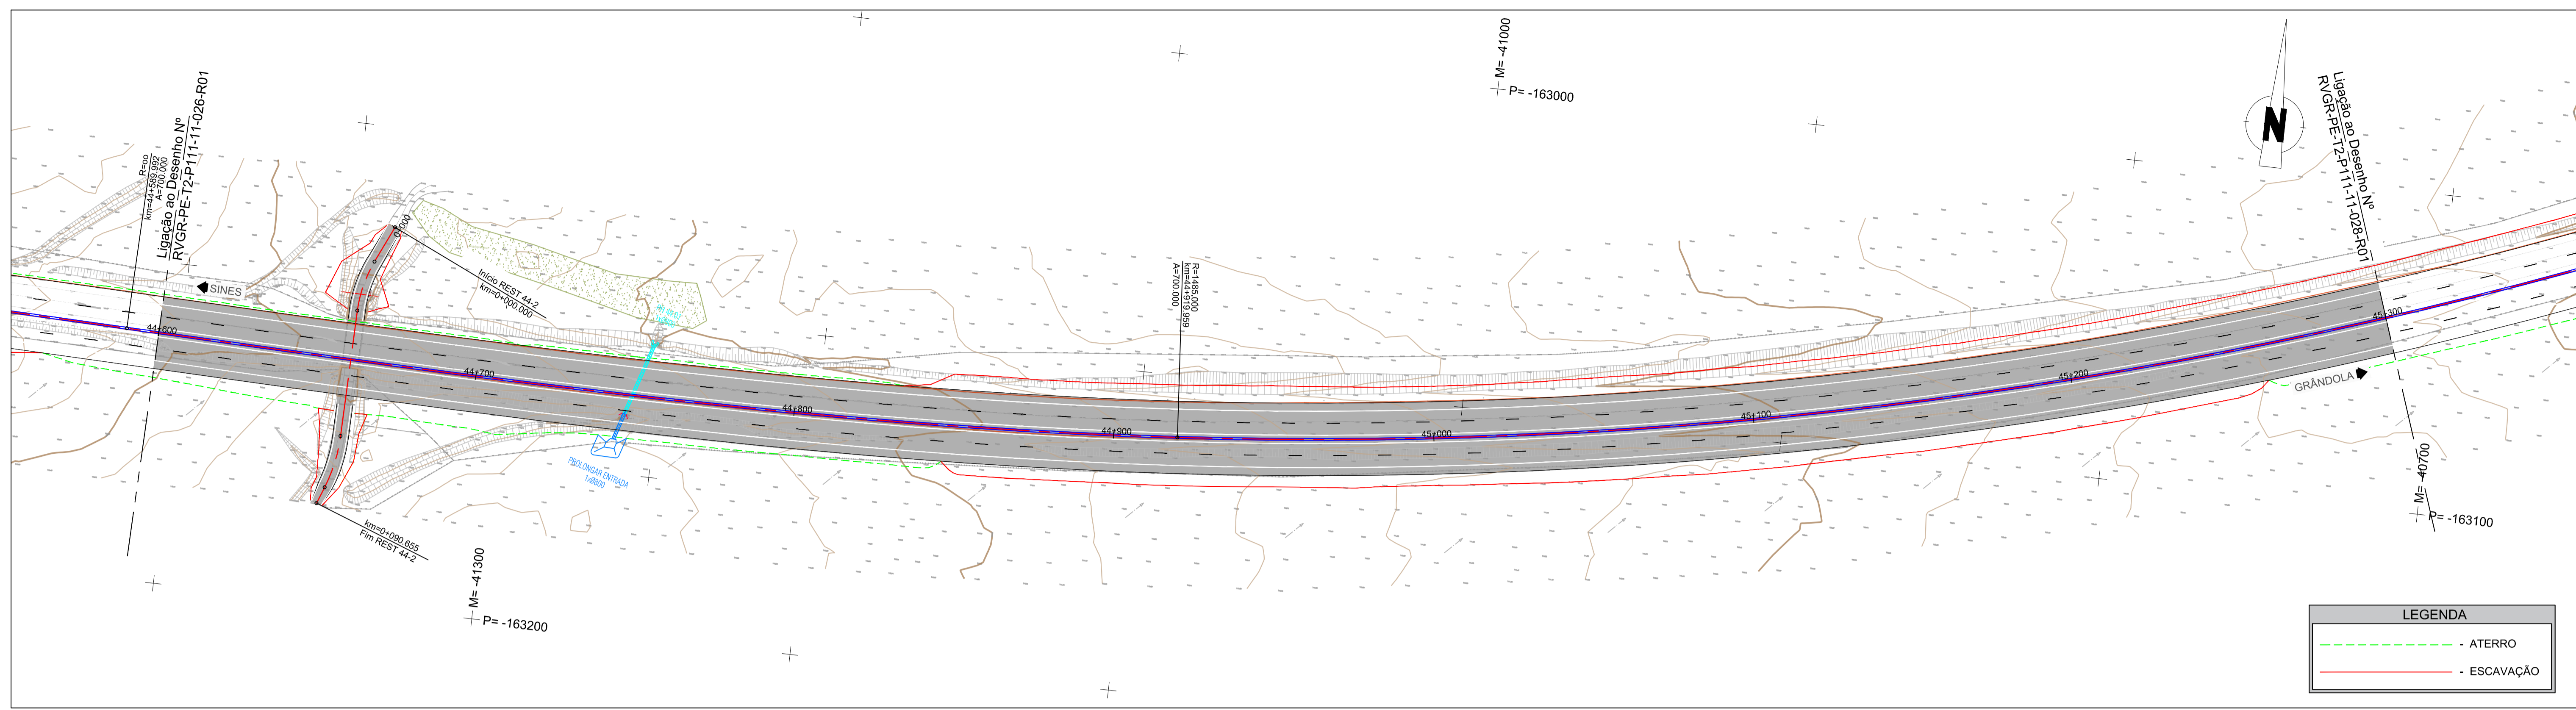 R=oo
km=44+589.992
A=700.000
Ligação ao Desenho Nº
RVGR-PE-T2-P111-11-026-R01
SINES
0+000
Início REST 44-2
km=0+000.000
44+600
44+700
44+800
44+900
45+000
45+100
45+200
45+300
PROLONGAR ENTRADA
1xØ800
km=0+090.655
Fim REST 44-2
M= -41300
P= -163200
R=1485.000
km=44+919.959
A=700.000
M= -41000
P= -163000
N
Ligação ao Desenho Nº
RVGR-PE-T2-P111-11-028-R01
GRÂNDOLA
M= -40700
P= -163100
LEGENDA
- ATERRO
- ESCAVAÇÃO